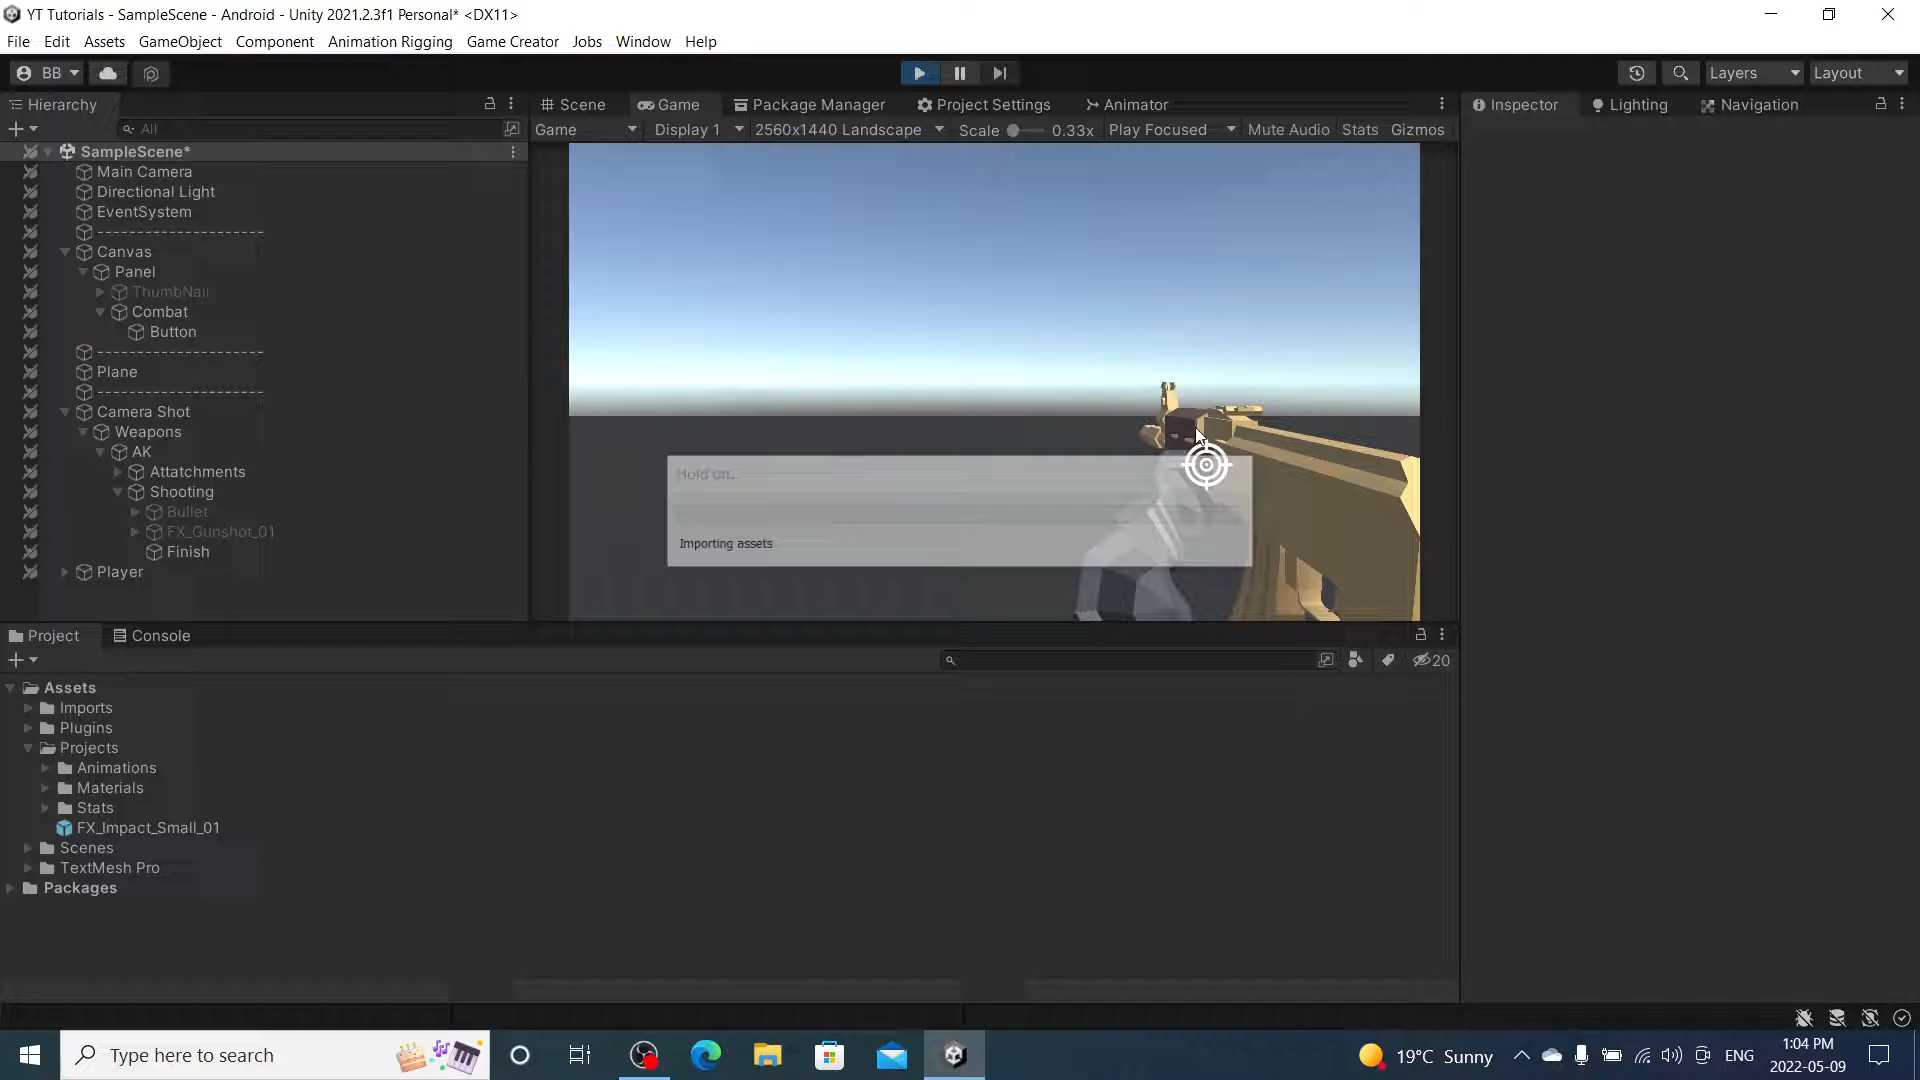 YT Tutorials - SampleScene - Android - Unity 2021.2.3f1 Personal* <DX11>
File Edit Assets GameObject Component Animation Rigging Game Creator Jobs Window Help
BB
Layers Layout
Hierarchy
Scene Game Package Manager Project Settings Animator
Inspector Lighting Navigation
All
Game Display 1 2560x1440 Landscape Scale 0.33x Play Focused Mute Audio Stats Gizmos
SampleScene*
Main Camera
Directional Light
EventSystem
--------------------
Canvas
Panel
ThumbNail
Combat
Button
--------------------
Plane
--------------------
Camera Shot
Weapons
AK
Attatchments
Shooting
Bullet
FX_Gunshot_01
Finish
Player
Hold on...
Importing assets
Project Console
20
Assets
Imports
Plugins
Projects
Animations
Materials
Stats
FX_Impact_Small_01
Scenes
TextMesh Pro
Packages
Type here to search
19°C Sunny
ENG
1:04 PM
2022-05-09